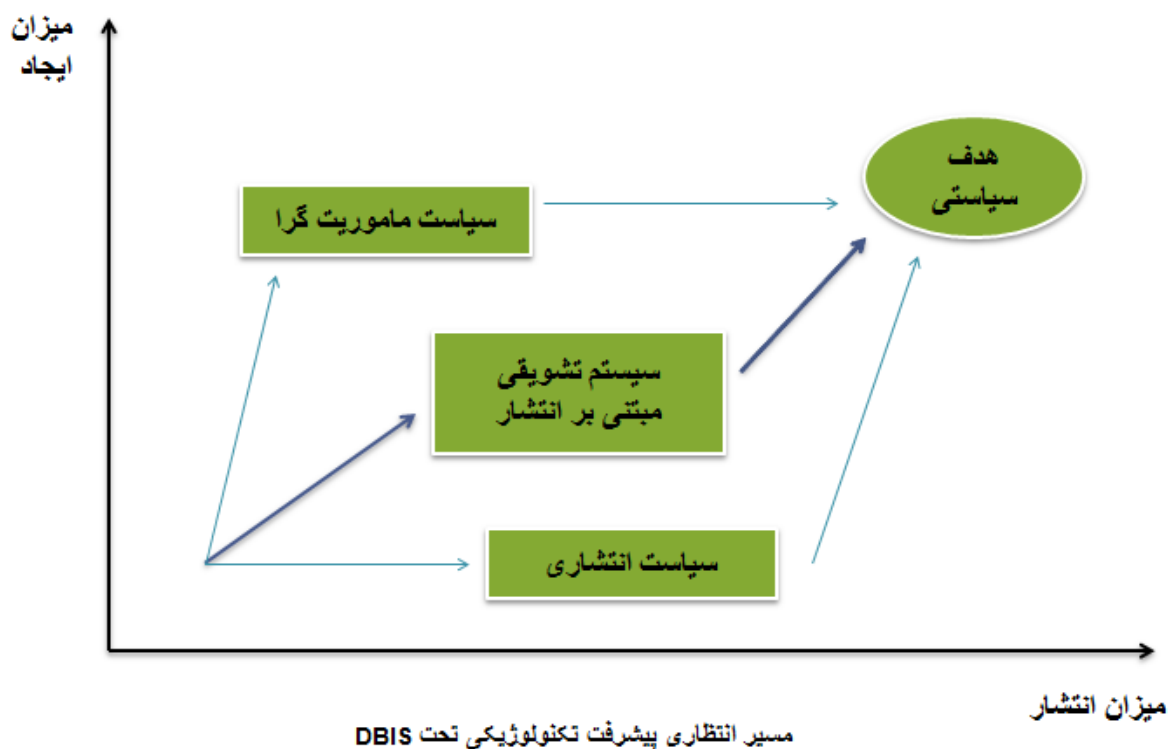 میزان
ایجاد
هدف
سیاستی
سیاست ماموریت گرا
سیستم تشویقی
مبتنی بر انتشار
سیاست انتشاری
میزان انتشار
مسیر انتظاری پیشرفت تکنولوژیکی تحت DBIS